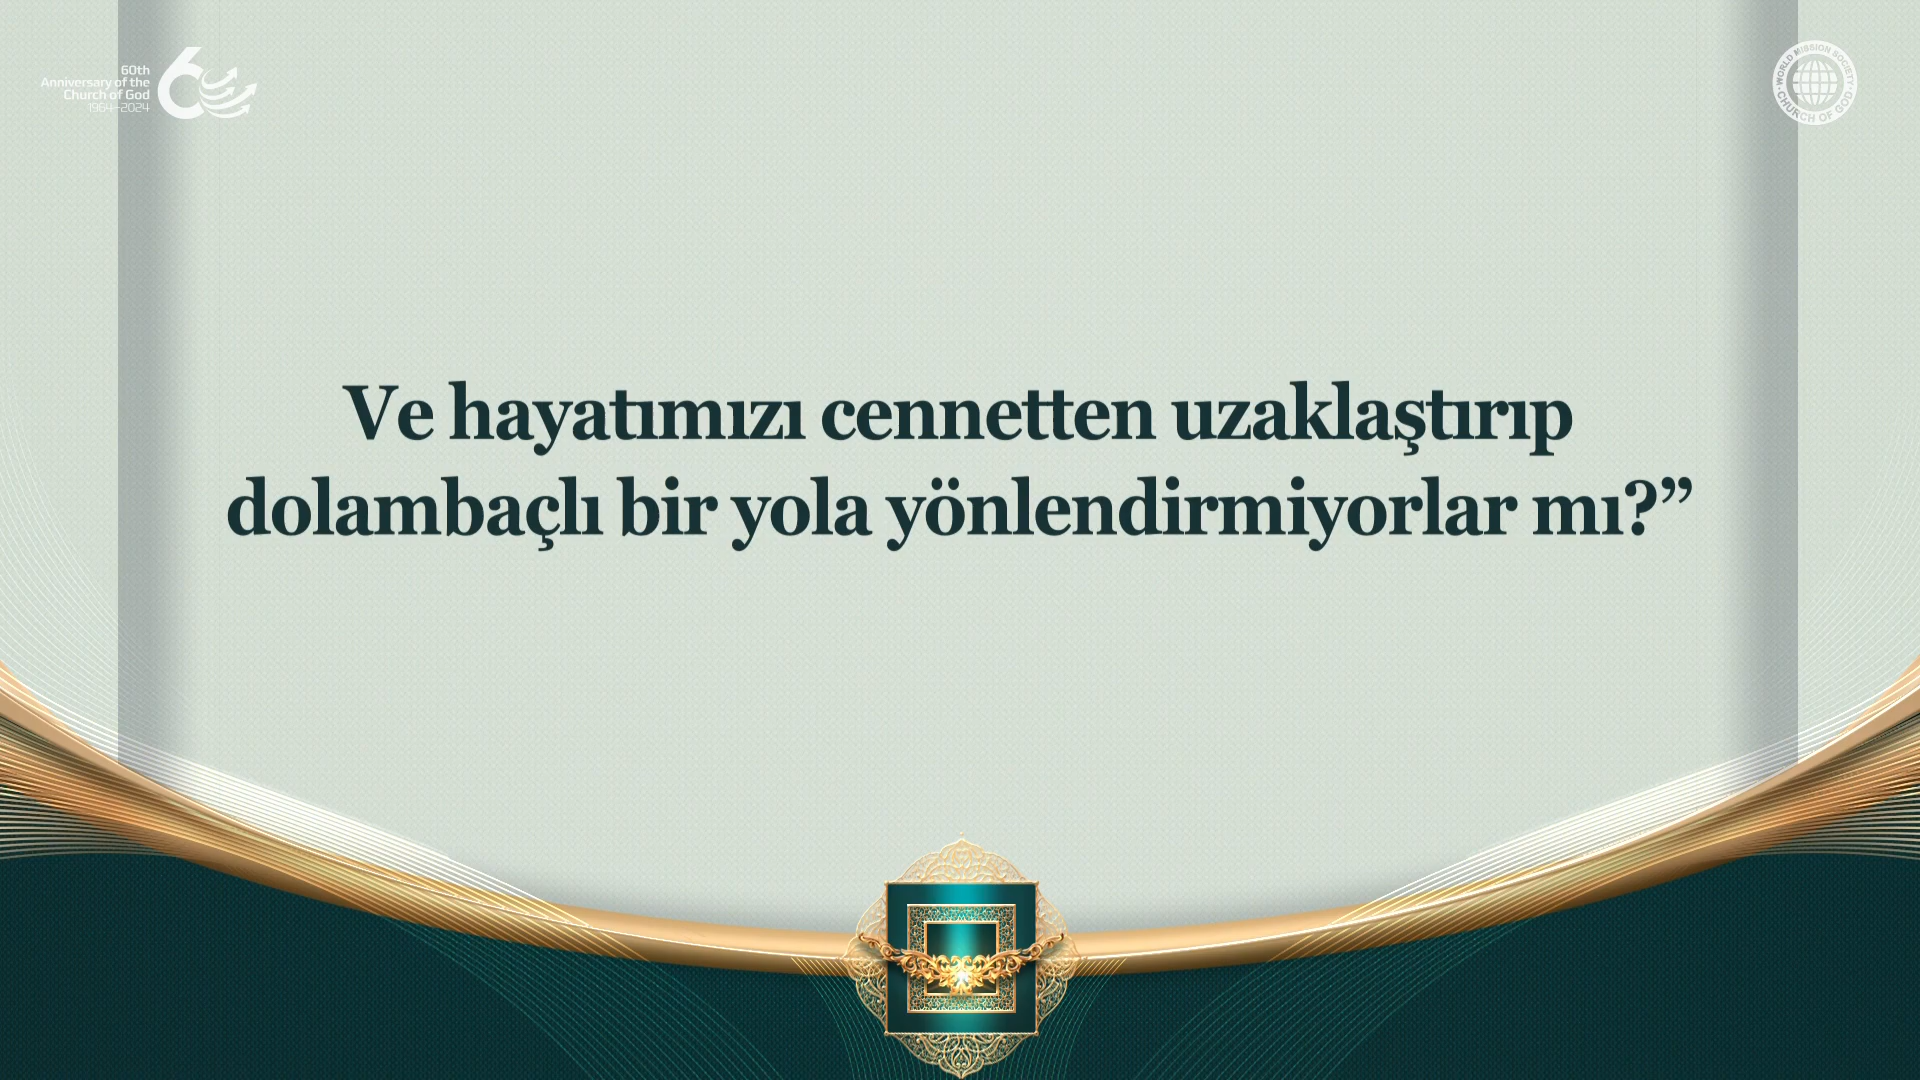 60th
Anniversary of the
Church of God
1964–2024
WORLD MISSION SOCIETY
CHURCH OF GOD
Ve hayatımızı cennetten uzaklaştırıp
dolambaçlı bir yola yönlendirmiyorlar mı?”